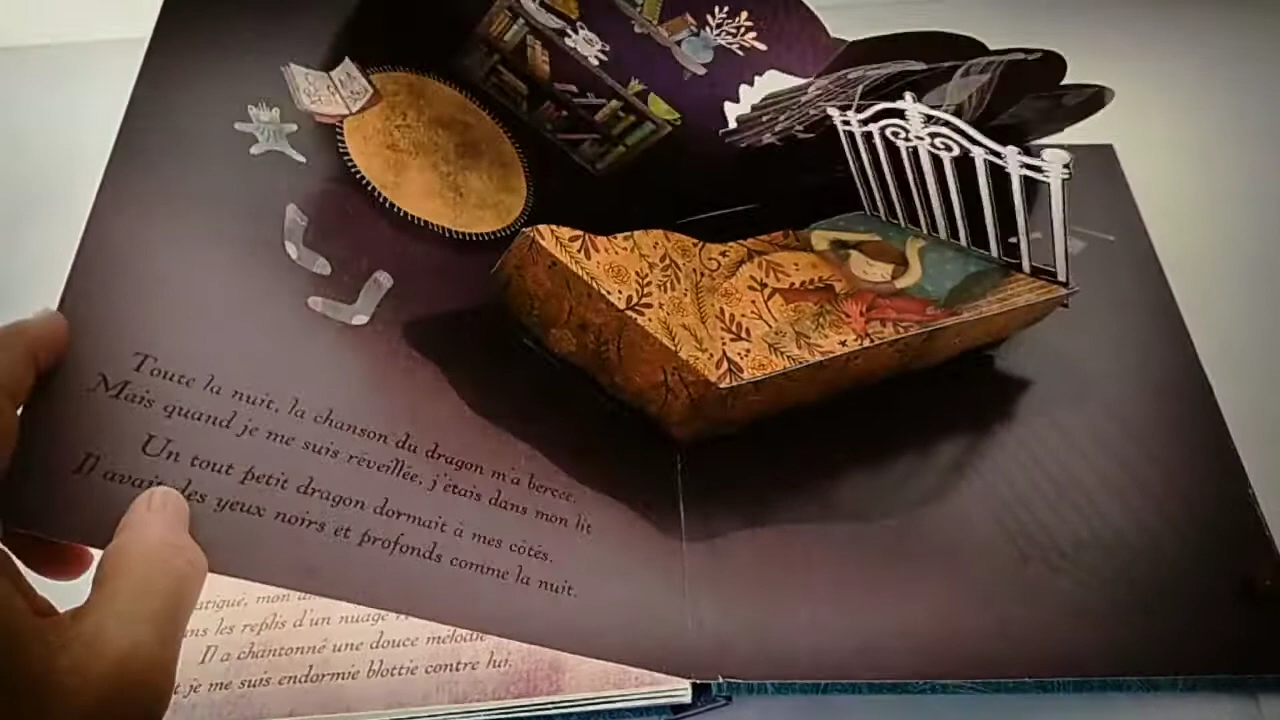 Toute la nuit, la chanson du dragon m'a bercée.
Mais quand je me suis réveillée, j'étais dans mon lit
Un tout petit dragon dormait à mes côtés.
Il avait des yeux noirs et profonds comme la nuit.
mon
les replis d'un nuage
Il a chantonné une douce mélodie
je me suis endormie blottie contre lui.